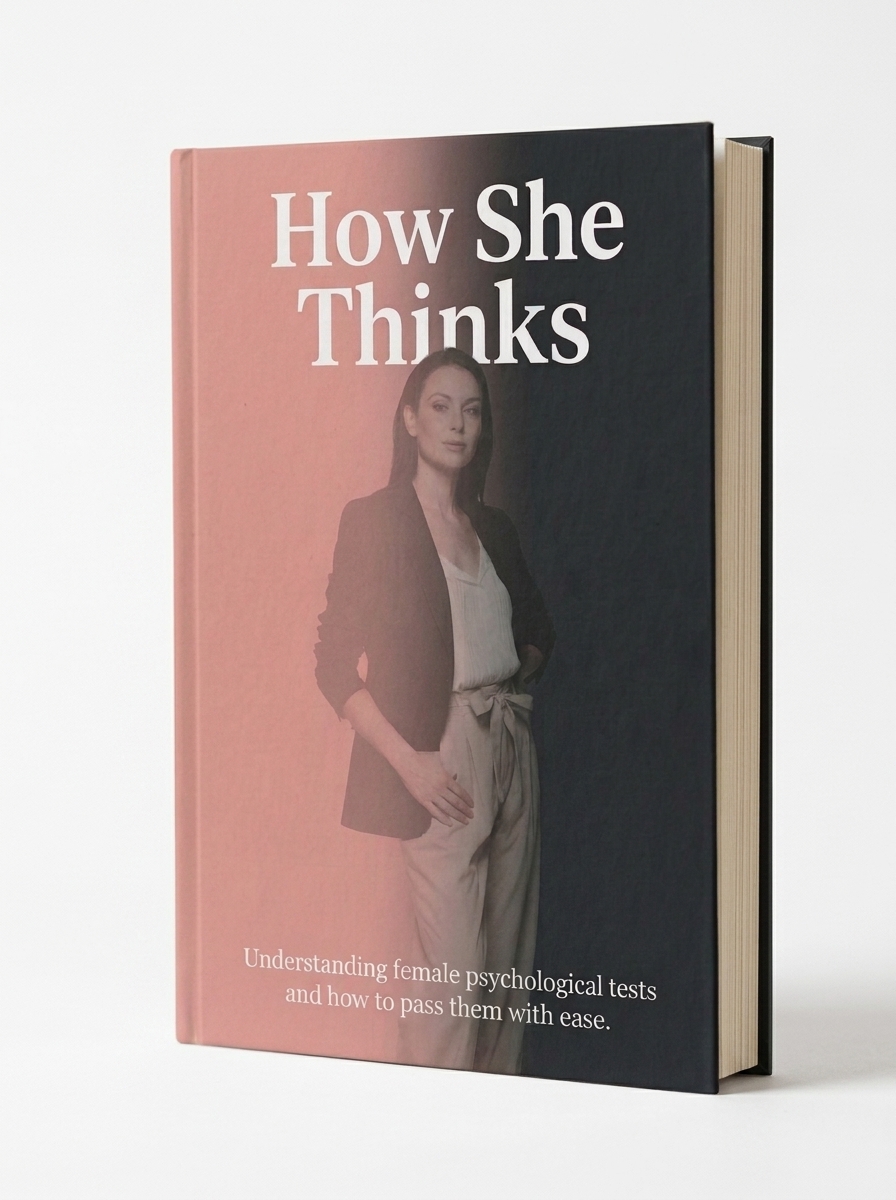 How She
Thinks
Understanding female psychological tests
and how to pass them with ease.